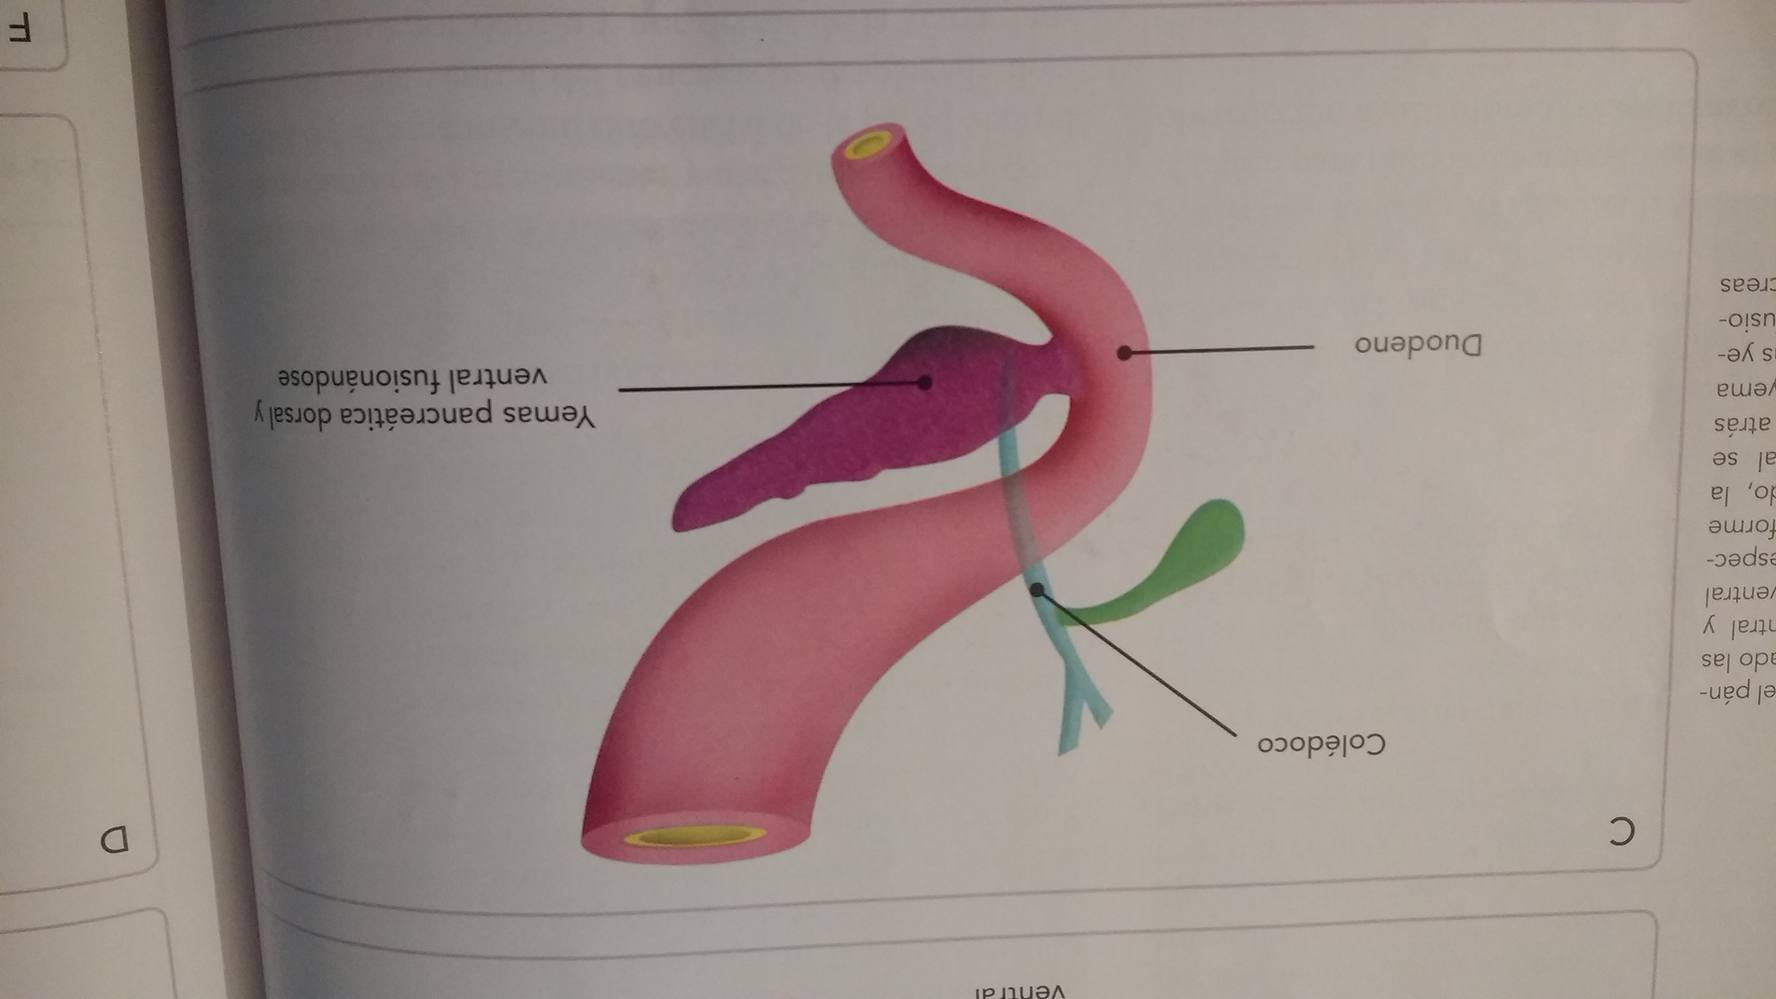 ventral
C
Colédoco
Yemas pancreática dorsal y
ventral fusionándose
Duodeno
el pán-
ado las
ntral y
ventral
espec-
forme
do, la
al se
atrás
yema
s ye-
usio-
creas
D
F